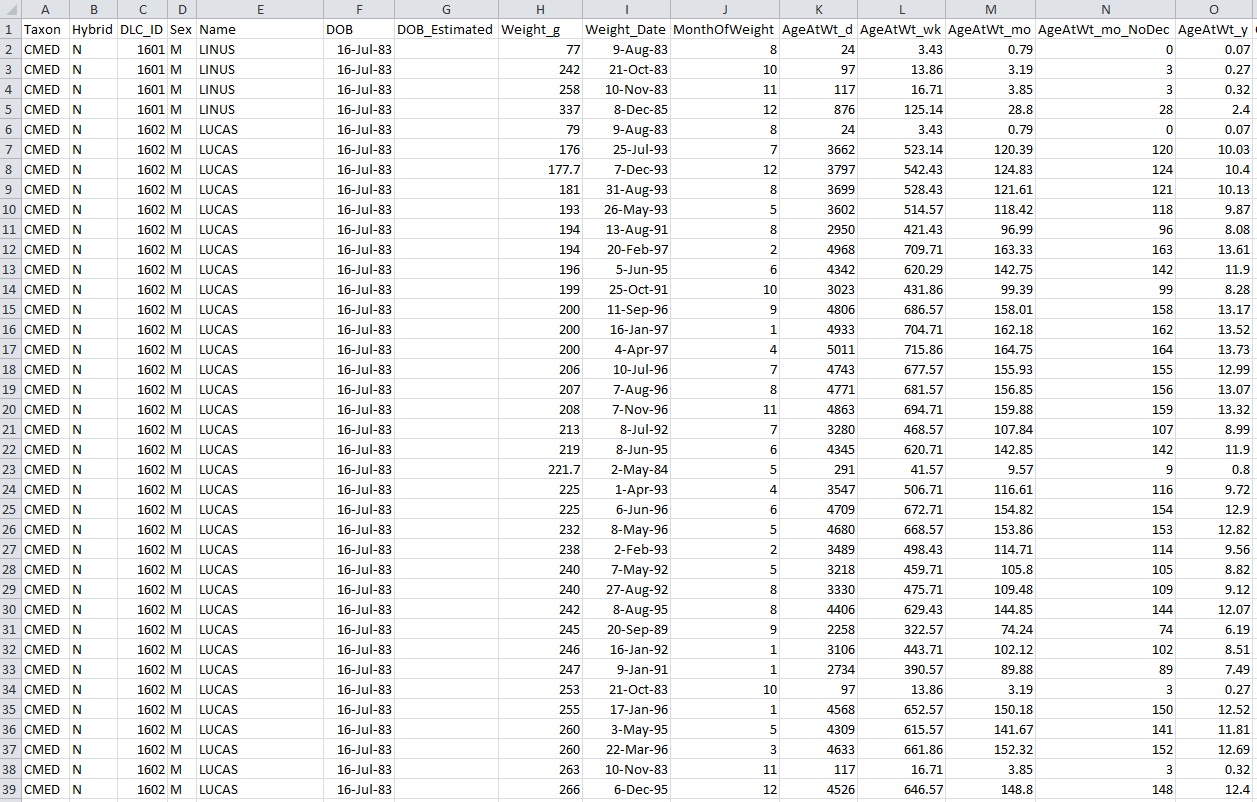 A B C D E F G H I J K L M N O
1 Taxon Hybrid DLC_ID Sex Name DOB DOB_Estimated Weight_g Weight_Date MonthOfWeight AgeAtWt_d AgeAtWt_wk AgeAtWt_mo AgeAtWt_mo_NoDec AgeAtWt_y
2 CMED N 1601 M LINUS 16-Jul-83 77 9-Aug-83 8 24 3.43 0.79 0 0.07
3 CMED N 1601 M LINUS 16-Jul-83 242 21-Oct-83 10 97 13.86 3.19 3 0.27
4 CMED N 1601 M LINUS 16-Jul-83 258 10-Nov-83 11 117 16.71 3.85 3 0.32
5 CMED N 1601 M LINUS 16-Jul-83 337 8-Dec-85 12 876 125.14 28.8 28 2.4
6 CMED N 1602 M LUCAS 16-Jul-83 79 9-Aug-83 8 24 3.43 0.79 0 0.07
7 CMED N 1602 M LUCAS 16-Jul-83 176 25-Jul-93 7 3662 523.14 120.39 120 10.03
8 CMED N 1602 M LUCAS 16-Jul-83 177.7 7-Dec-93 12 3797 542.43 124.83 124 10.4
9 CMED N 1602 M LUCAS 16-Jul-83 181 31-Aug-93 8 3699 528.43 121.61 121 10.13
10 CMED N 1602 M LUCAS 16-Jul-83 193 26-May-93 5 3602 514.57 118.42 118 9.87
11 CMED N 1602 M LUCAS 16-Jul-83 194 13-Aug-91 8 2950 421.43 96.99 96 8.08
12 CMED N 1602 M LUCAS 16-Jul-83 194 20-Feb-97 2 4968 709.71 163.33 163 13.61
13 CMED N 1602 M LUCAS 16-Jul-83 196 5-Jun-95 6 4342 620.29 142.75 142 11.9
14 CMED N 1602 M LUCAS 16-Jul-83 199 25-Oct-91 10 3023 431.86 99.39 99 8.28
15 CMED N 1602 M LUCAS 16-Jul-83 200 11-Sep-96 9 4806 686.57 158.01 158 13.17
16 CMED N 1602 M LUCAS 16-Jul-83 200 16-Jan-97 1 4933 704.71 162.18 162 13.52
17 CMED N 1602 M LUCAS 16-Jul-83 200 4-Apr-97 4 5011 715.86 164.75 164 13.73
18 CMED N 1602 M LUCAS 16-Jul-83 206 10-Jul-96 7 4743 677.57 155.93 155 12.99
19 CMED N 1602 M LUCAS 16-Jul-83 207 7-Aug-96 8 4771 681.57 156.85 156 13.07
20 CMED N 1602 M LUCAS 16-Jul-83 208 7-Nov-96 11 4863 694.71 159.88 159 13.32
21 CMED N 1602 M LUCAS 16-Jul-83 213 8-Jul-92 7 3280 468.57 107.84 107 8.99
22 CMED N 1602 M LUCAS 16-Jul-83 219 8-Jun-95 6 4345 620.71 142.85 142 11.9
23 CMED N 1602 M LUCAS 16-Jul-83 221.7 2-May-84 5 291 41.57 9.57 9 0.8
24 CMED N 1602 M LUCAS 16-Jul-83 225 1-Apr-93 4 3547 506.71 116.61 116 9.72
25 CMED N 1602 M LUCAS 16-Jul-83 225 6-Jun-96 6 4709 672.71 154.82 154 12.9
26 CMED N 1602 M LUCAS 16-Jul-83 232 8-May-96 5 4680 668.57 153.86 153 12.82
27 CMED N 1602 M LUCAS 16-Jul-83 238 2-Feb-93 2 3489 498.43 114.71 114 9.56
28 CMED N 1602 M LUCAS 16-Jul-83 240 7-May-92 5 3218 459.71 105.8 105 8.82
29 CMED N 1602 M LUCAS 16-Jul-83 240 27-Aug-92 8 3330 475.71 109.48 109 9.12
30 CMED N 1602 M LUCAS 16-Jul-83 242 8-Aug-95 8 4406 629.43 144.85 144 12.07
31 CMED N 1602 M LUCAS 16-Jul-83 245 20-Sep-89 9 2258 322.57 74.24 74 6.19
32 CMED N 1602 M LUCAS 16-Jul-83 246 16-Jan-92 1 3106 443.71 102.12 102 8.51
33 CMED N 1602 M LUCAS 16-Jul-83 247 9-Jan-91 1 2734 390.57 89.88 89 7.49
34 CMED N 1602 M LUCAS 16-Jul-83 253 21-Oct-83 10 97 13.86 3.19 3 0.27
35 CMED N 1602 M LUCAS 16-Jul-83 255 17-Jan-96 1 4568 652.57 150.18 150 12.52
36 CMED N 1602 M LUCAS 16-Jul-83 260 3-May-95 5 4309 615.57 141.67 141 11.81
37 CMED N 1602 M LUCAS 16-Jul-83 260 22-Mar-96 3 4633 661.86 152.32 152 12.69
38 CMED N 1602 M LUCAS 16-Jul-83 263 10-Nov-83 11 117 16.71 3.85 3 0.32
39 CMED N 1602 M LUCAS 16-Jul-83 266 6-Dec-95 12 4526 646.57 148.8 148 12.4